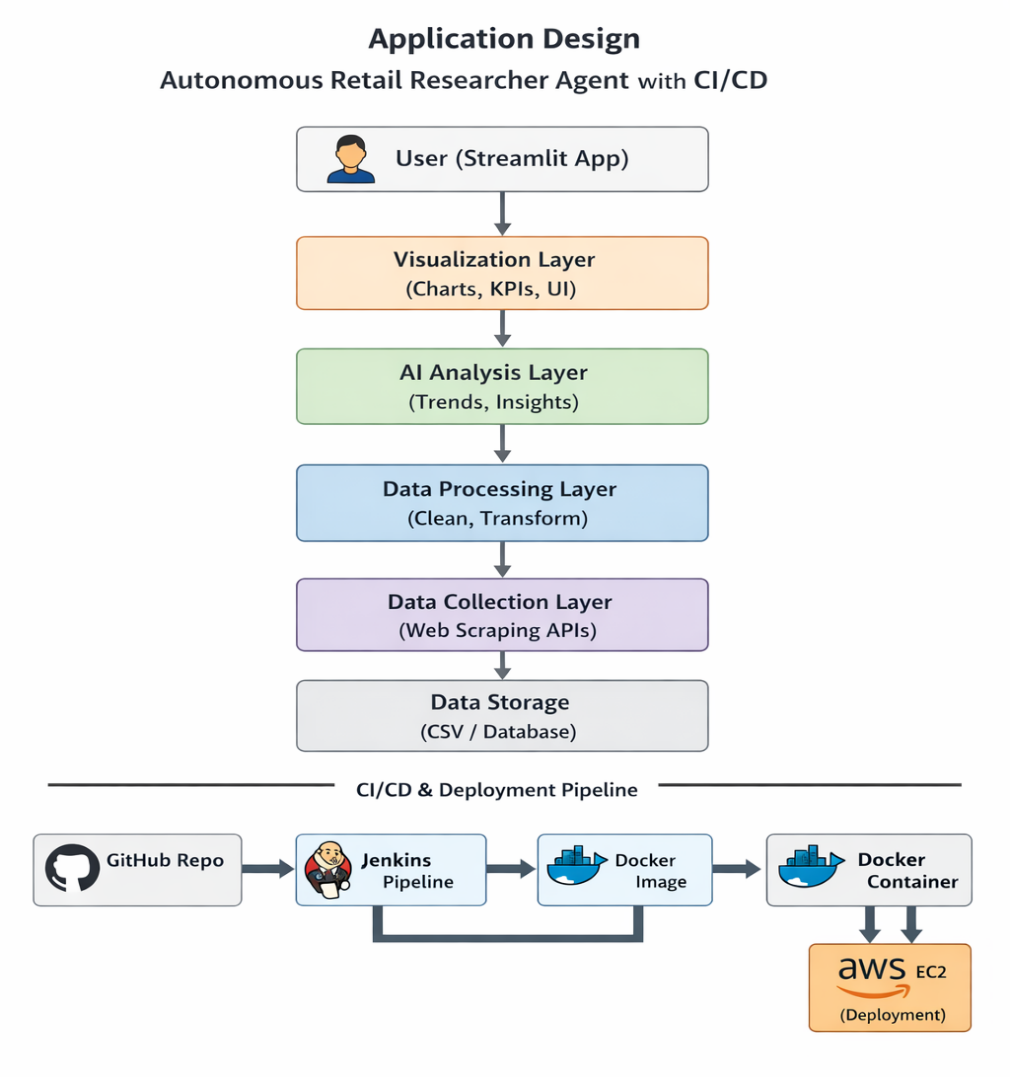 Application Design
Autonomous Retail Researcher Agent with CI/CD
User (Streamlit App)
Visualization Layer
(Charts, KPIs, UI)
AI Analysis Layer
(Trends, Insights)
Data Processing Layer
(Clean, Transform)
Data Collection Layer
(Web Scraping APIs)
Data Storage
(CSV / Database)
CI/CD & Deployment Pipeline
GitHub Repo
Jenkins
Pipeline
Docker
Image
Docker
Container
aws EC2
(Deployment)